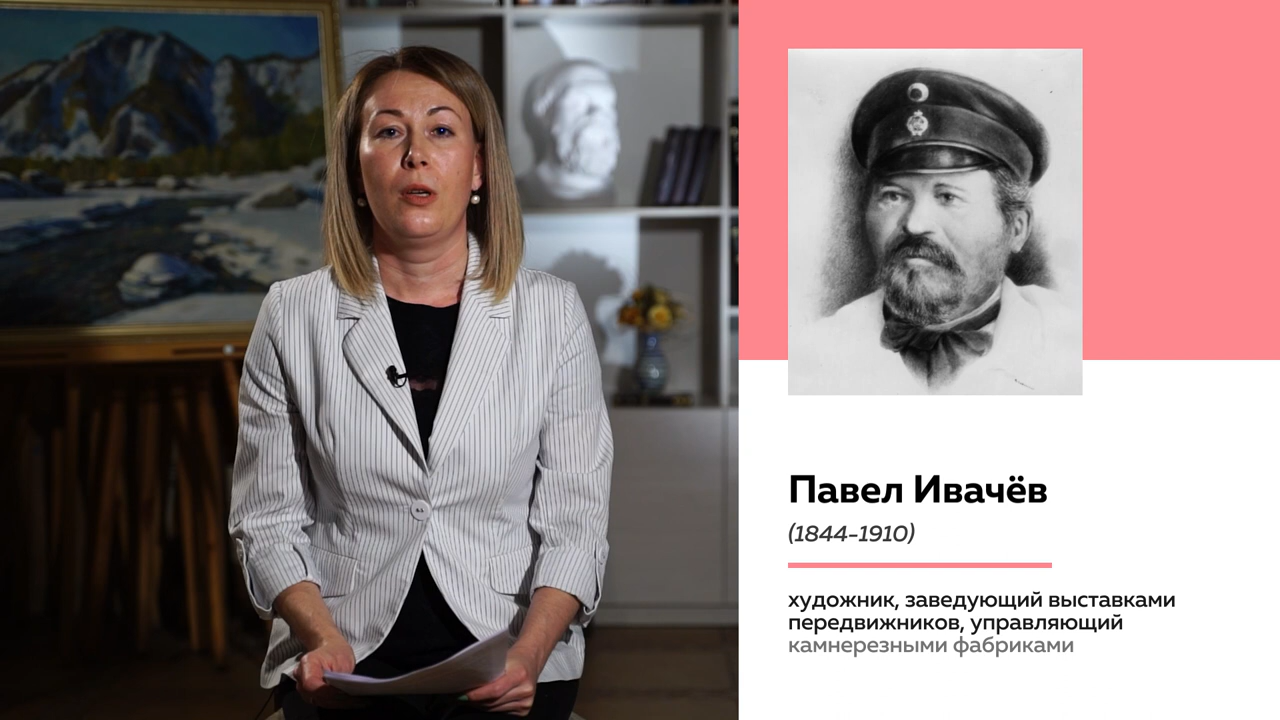 Павел Ивачёв
(1844-1910)
художник, заведующий выставками
передвижников, управляющий
камнерезными фабриками